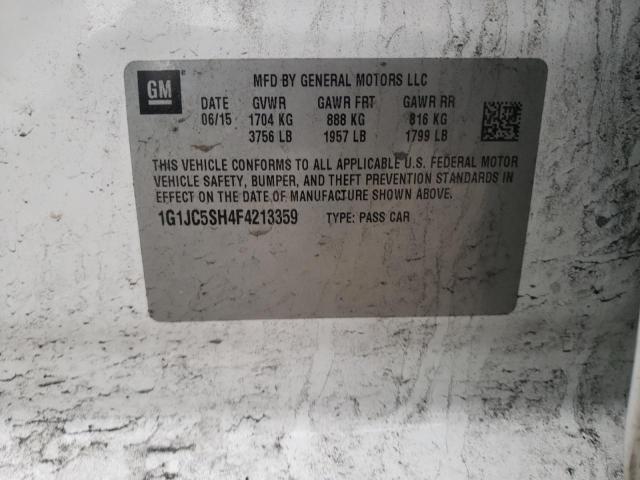 GM
MFD BY GENERAL MOTORS LLC
DATE GVWR GAWR FRT GAWR RR
06/15 1704 KG 888 KG 816 KG
3756 LB 1957 LB 1799 LB
THIS VEHICLE CONFORMS TO ALL APPLICABLE U.S. FEDERAL MOTOR
VEHICLE SAFETY, BUMPER, AND THEFT PREVENTION STANDARDS IN
EFFECT ON THE DATE OF MANUFACTURE SHOWN ABOVE.
1G1JC5SH4F4213359 TYPE: PASS CAR